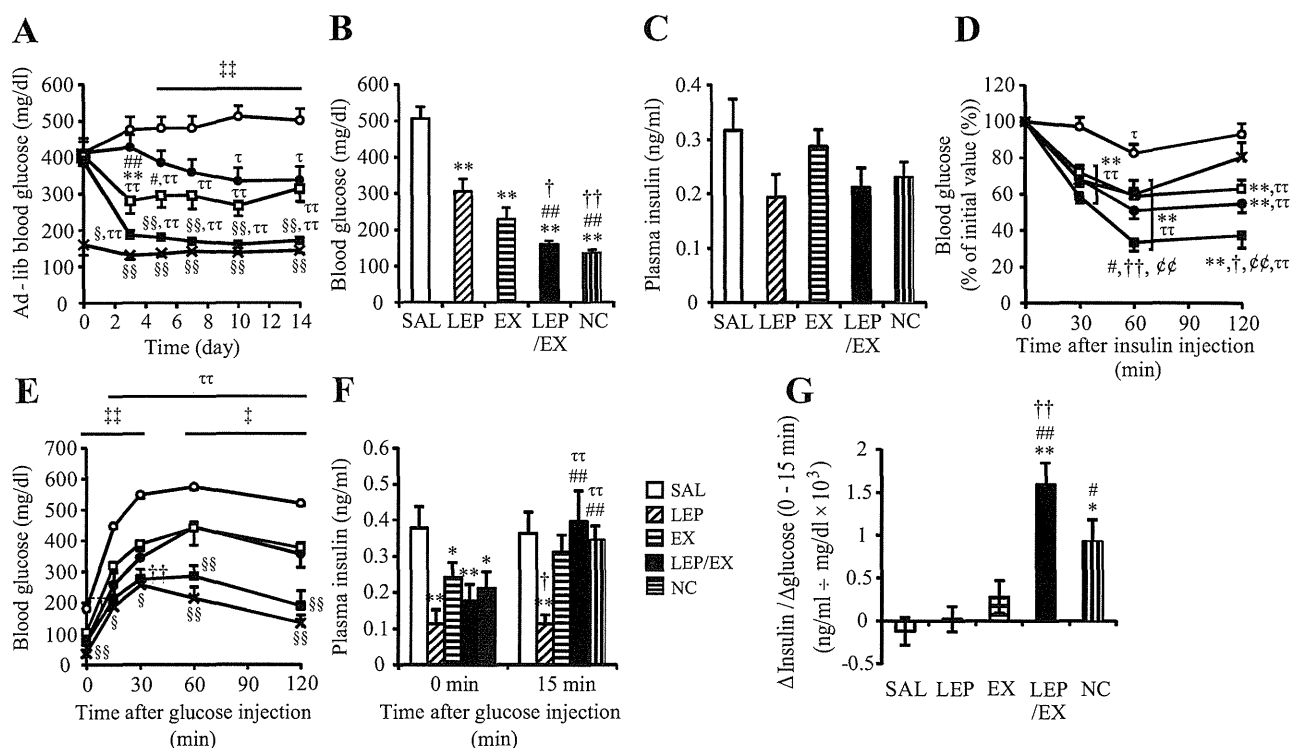 A
‡‡
Ad - lib blood glucose (mg/dl)
600
500
400
300
200
100
0
##
**
ττ
#,ττ
ττ
τ
ττ
τ
ττ
§,ττ
§§,ττ
§§,ττ
§§,ττ
§§,ττ
§§
§§
§§
§§
§§
0 2 4 6 8 10 12 14
Time (day)
B
Blood glucose (mg/dl)
600
500
400
300
200
100
0
**
**
†
##
**
††
##
**
SAL LEP EX LEP NC
/EX
C
Plasma insulin (ng/ml)
0.4
0.3
0.2
0.1
0
SAL LEP EX LEP NC
/EX
D
Blood glucose
(% of initial value (%))
120
100
80
60
40
20
0
τ
**
ττ
**
ττ
**,ττ
**,ττ
#,††, ¢¢
**,†,¢¢,ττ
0 30 60 90 120
Time after insulin injection
(min)
E
ττ
‡‡
‡
Blood glucose (mg/dl)
700
600
500
400
300
200
100
0
§§
§
††
§
§§
§§
§§
§§
0 30 60 90 120
Time after glucose injection
(min)
F
Plasma insulin (ng/ml)
0.6
0.5
0.4
0.3
0.2
0.1
0
**
*
**
*
†
**
ττ
##
ττ
##
0 min 15 min
Time after glucose injection
(min)
SAL
LEP
EX
LEP/EX
NC
G
ΔInsulin /Δglucose (0 - 15 min)
(ng/ml ÷ mg/dl × 10³)
2
1.5
1
0.5
0
-0.5
††
##
**
#
*
SAL LEP EX LEP NC
/EX